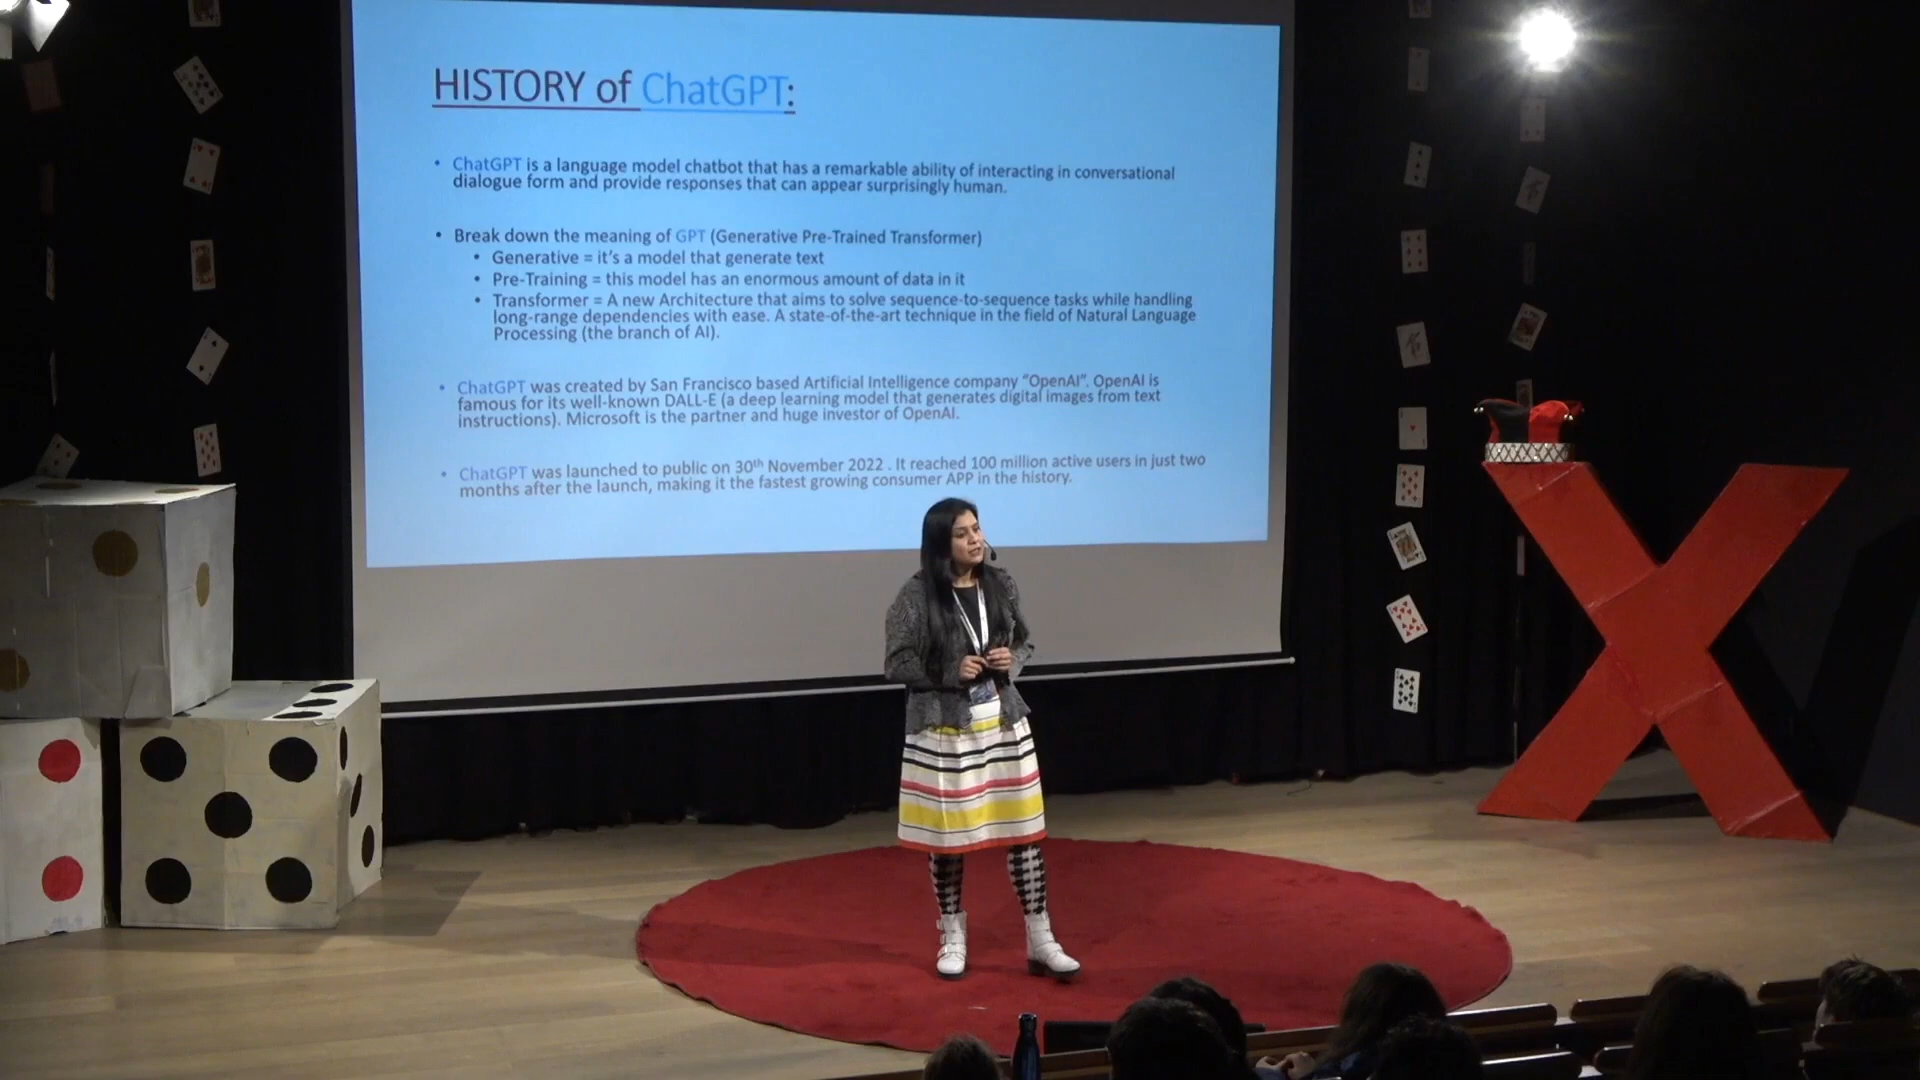 HISTORY of ChatGPT:
• ChatGPT is a language model chatbot that has a remarkable ability of interacting in conversational
dialogue form and provide responses that can appear surprisingly human.
• Break down the meaning of GPT (Generative Pre-Trained Transformer)
• Generative = it's a model that generate text
• Pre-Training = this model has an enormous amount of data in it
• Transformer = A new Architecture that aims to solve sequence-to-sequence tasks while handling
long-range dependencies with ease. A state-of-the-art technique in the field of Natural Language
Processing (the branch of AI).
• ChatGPT was created by San Francisco based Artificial Intelligence company “OpenAI”. OpenAI is
famous for its well-known DALL-E (a deep learning model that generates digital images from text
instructions). Microsoft is the partner and huge investor of OpenAI.
• ChatGPT was launched to public on 30th November 2022 . It reached 100 million active users in just two
months after the launch, making it the fastest growing consumer APP in the history.
X